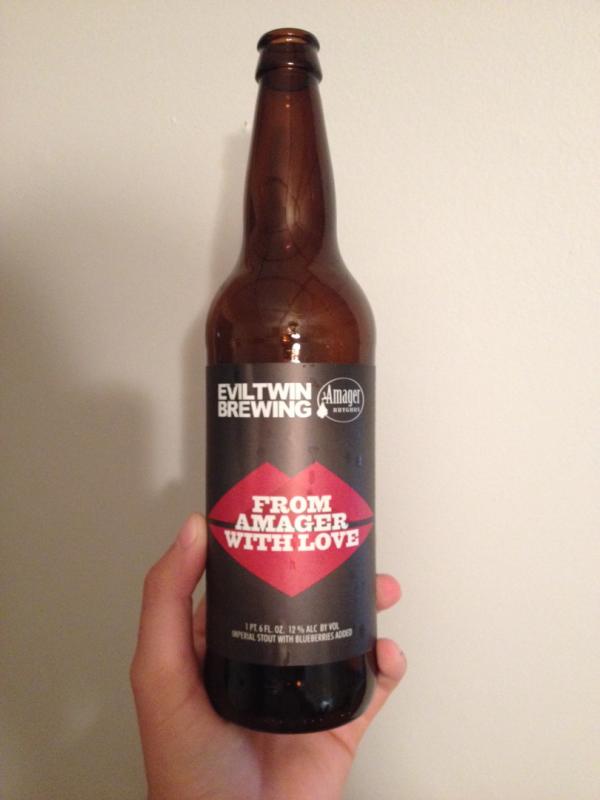 EVILTWIN
BREWING
Amager
BRYGHUS
FROM
AMAGER
WITH LOVE
1 PT. 6 FL. OZ. 12 % ALC BY VOL
IMPERIAL STOUT WITH BLUEBERRIES ADDED